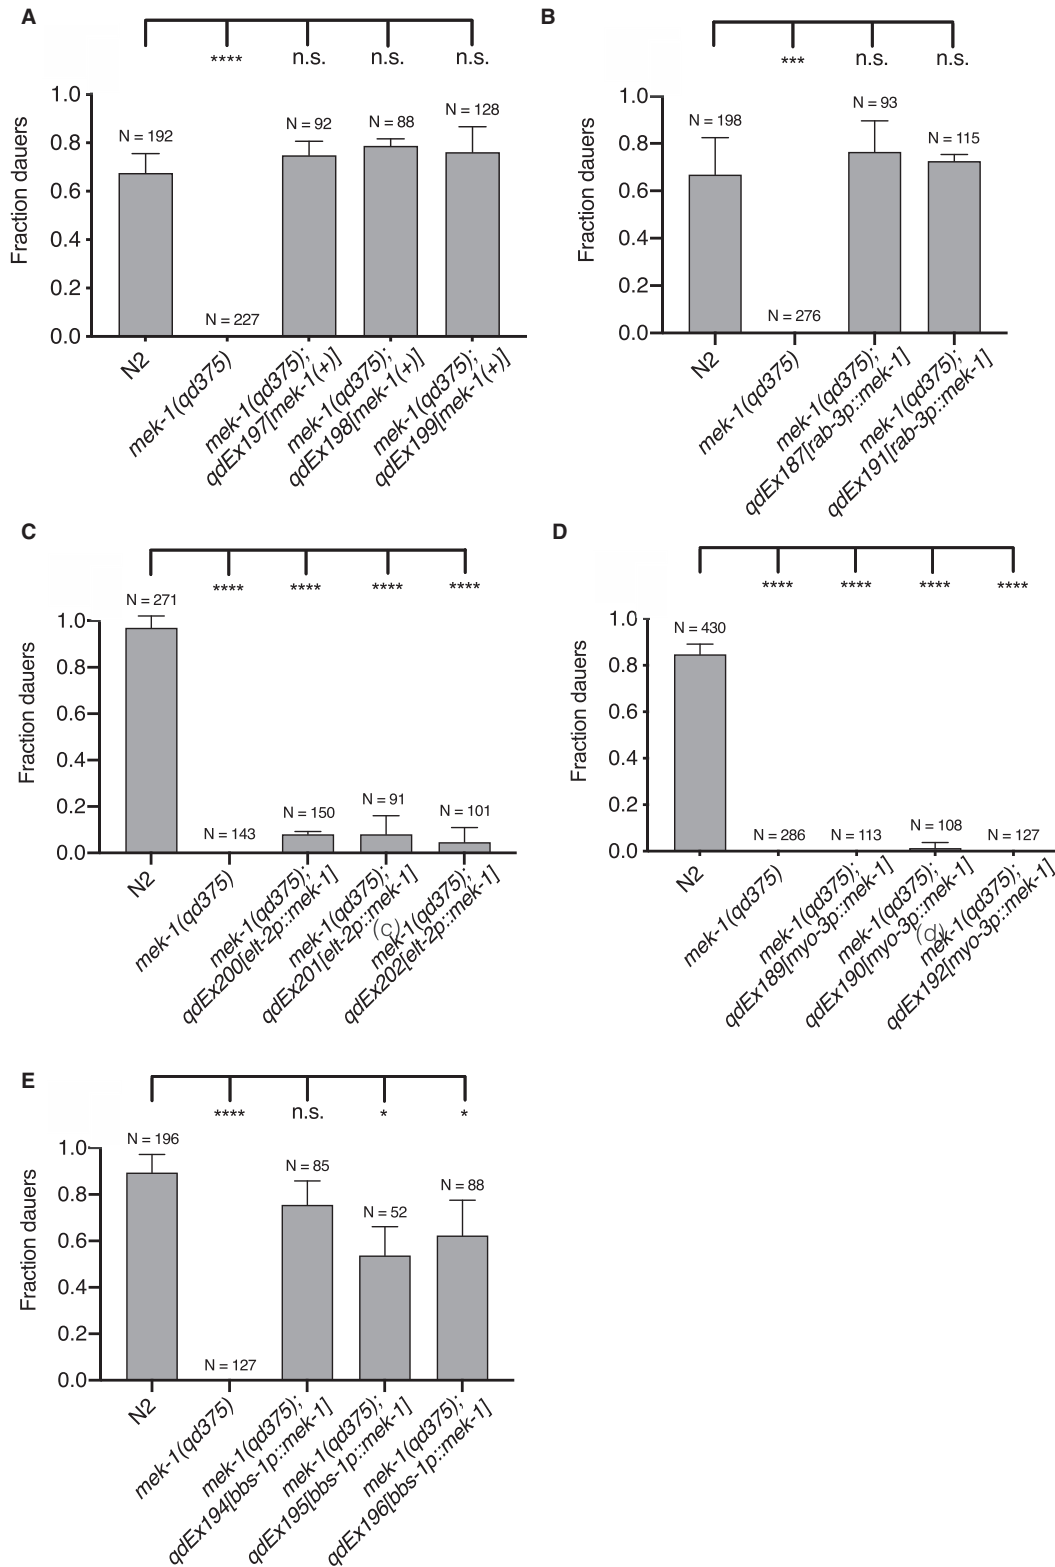 A
****
n.s.
n.s.
n.s.
Fraction dauers
1.0
0.8
0.6
0.4
0.2
0.0
N = 192
N = 227
N = 92
N = 88
N = 128
N2
mek-1(qd375)
mek-1(qd375);
qdEx197[mek-1(+)]
mek-1(qd375);
qdEx198[mek-1(+)]
mek-1(qd375);
qdEx199[mek-1(+)]
B
***
n.s.
n.s.
Fraction dauers
1.0
0.8
0.6
0.4
0.2
0.0
N = 198
N = 276
N = 93
N = 115
N2
mek-1(qd375)
mek-1(qd375);
qdEx187[rab-3p::mek-1]
mek-1(qd375);
qdEx191[rab-3p::mek-1]
C
****
****
****
****
Fraction dauers
1.0
0.8
0.6
0.4
0.2
0.0
N = 271
N = 143
N = 150
N = 91
N = 101
N2
mek-1(qd375)
mek-1(qd375);
qdEx200[elt-2p::mek-1]
mek-1(qd375);
qdEx201[elt-2p::mek-1]
(c)
mek-1(qd375);
qdEx202[elt-2p::mek-1]
D
****
****
****
****
Fraction dauers
1.0
0.8
0.6
0.4
0.2
0.0
N = 430
N = 286
N = 113
N = 108
N = 127
N2
mek-1(qd375)
mek-1(qd375);
qdEx189[myo-3p::mek-1]
mek-1(qd375);
qdEx190[myo-3p::mek-1]
(d)
mek-1(qd375);
qdEx192[myo-3p::mek-1]
E
****
n.s.
*
*
Fraction dauers
1.0
0.8
0.6
0.4
0.2
0.0
N = 196
N = 127
N = 85
N = 52
N = 88
N2
mek-1(qd375)
mek-1(qd375);
qdEx194[bbs-1p::mek-1]
mek-1(qd375);
qdEx195[bbs-1p::mek-1]
mek-1(qd375);
qdEx196[bbs-1p::mek-1]